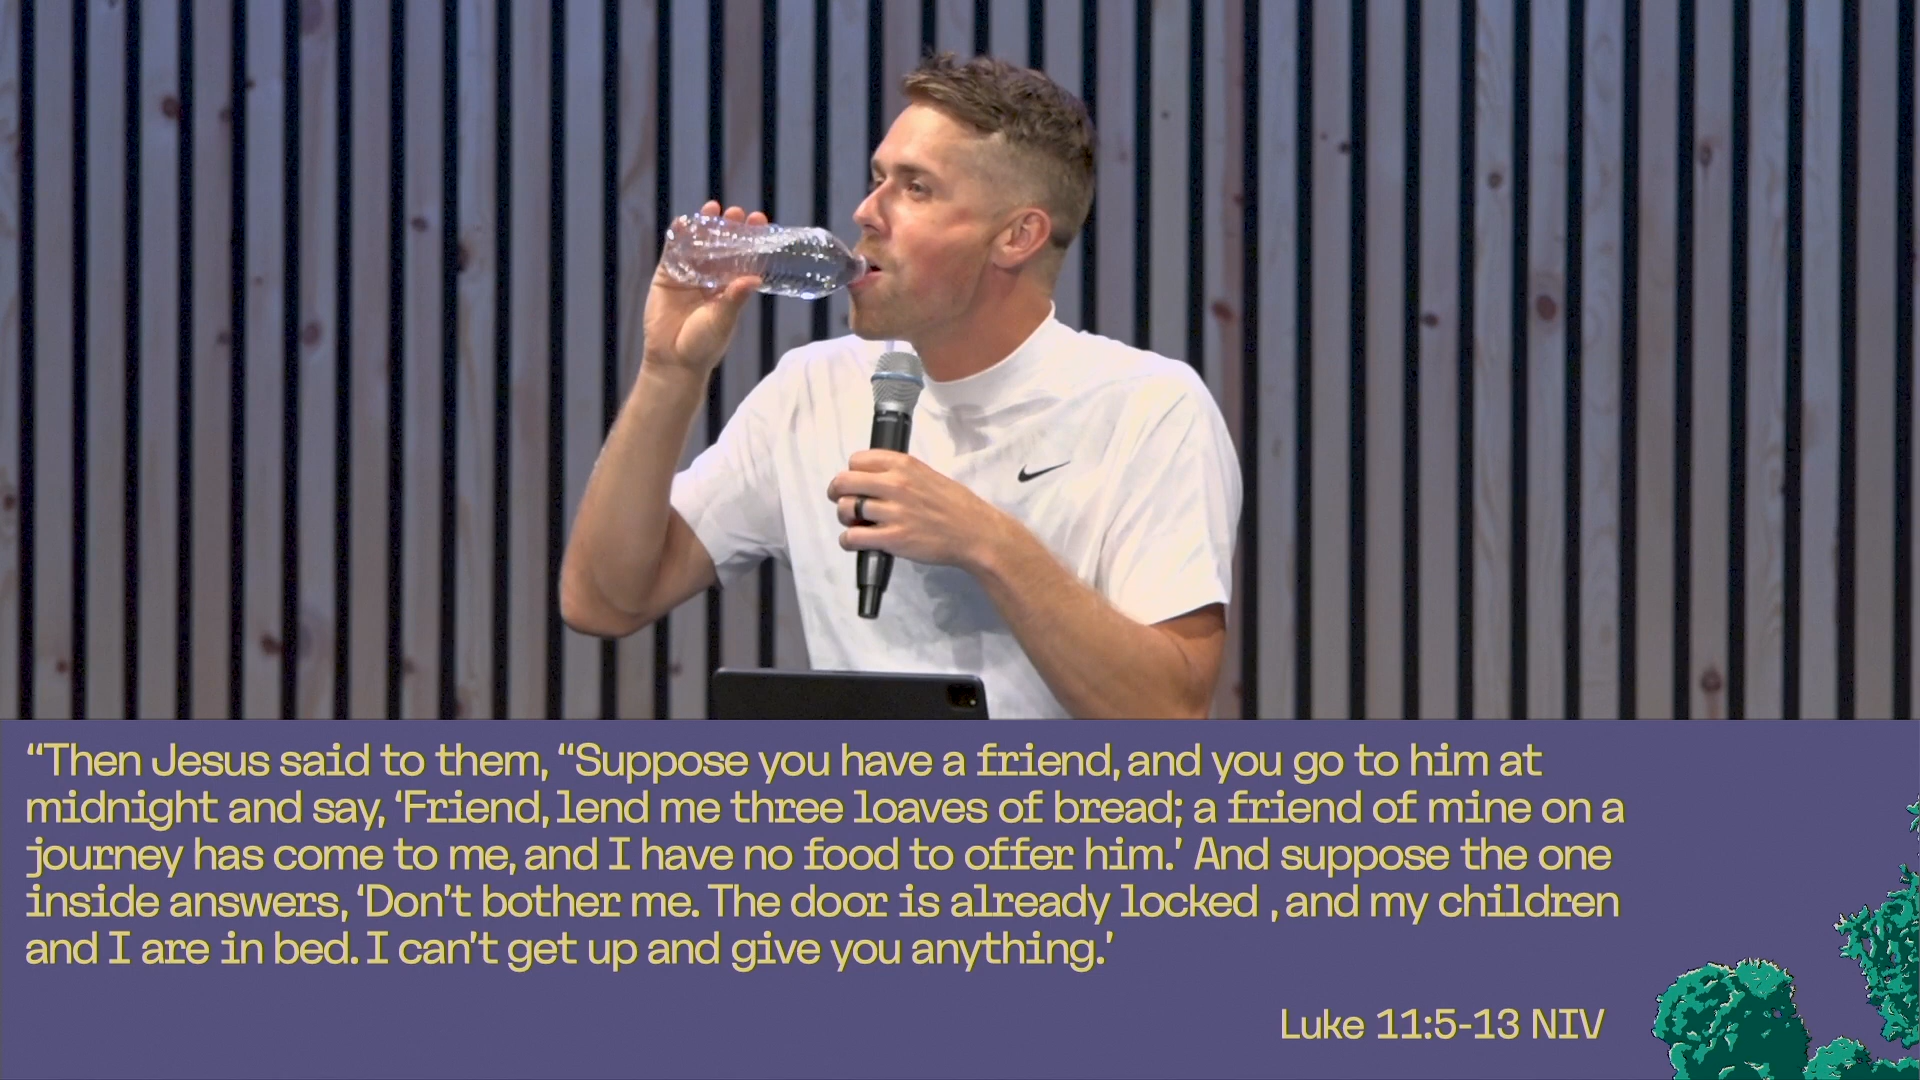 “Then Jesus said to them, “Suppose you have a friend, and you go to him at
midnight and say, ‘Friend, lend me three loaves of bread; a friend of mine on a
journey has come to me, and I have no food to offer him.’ And suppose the one
inside answers, ‘Don’t bother me. The door is already locked , and my children
and I are in bed. I can’t get up and give you anything.’
Luke 11:5-13 NIV